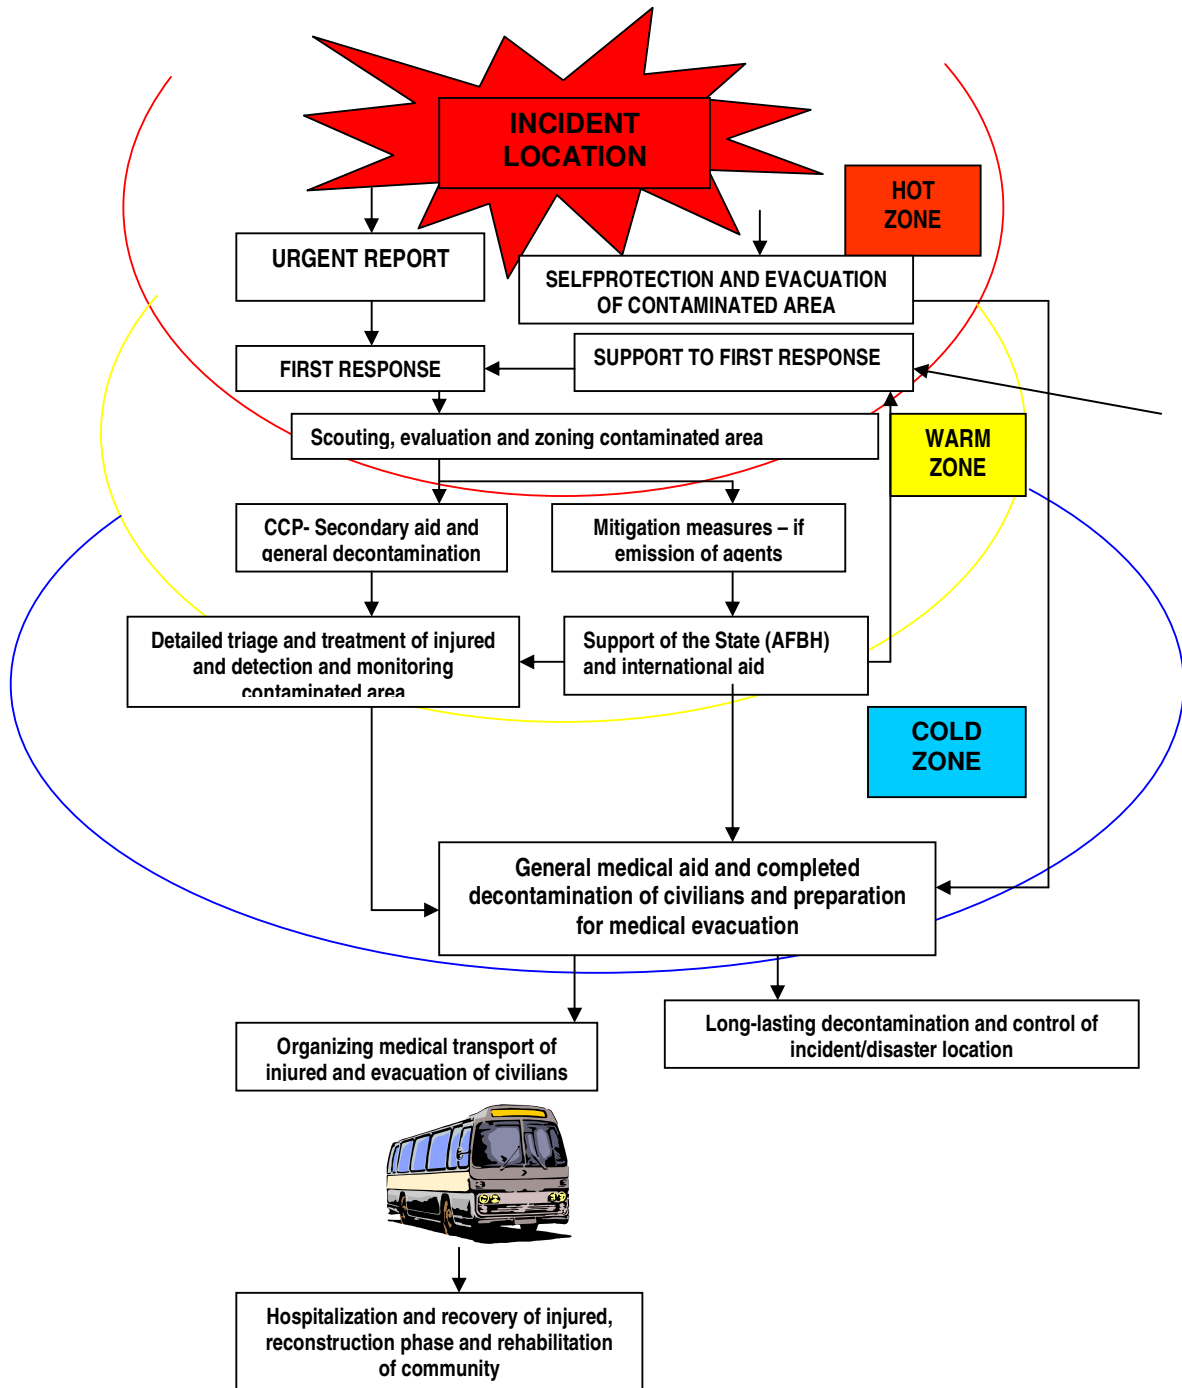 INCIDENT
LOCATION
HOT
ZONE
URGENT REPORT
SELFPROTECTION AND EVACUATION
OF CONTAMINATED AREA
FIRST RESPONSE
SUPPORT TO FIRST RESPONSE
Scouting, evaluation and zoning contaminated area
WARM
ZONE
CCP- Secondary aid and
general decontamination
Mitigation measures – if
emission of agents
Detailed triage and treatment of injured
and detection and monitoring
contaminated area
Support of the State (AFBH)
and international aid
COLD
ZONE
General medical aid and completed
decontamination of civilians and preparation
for medical evacuation
Organizing medical transport of
injured and evacuation of civilians
Long-lasting decontamination and control of
incident/disaster location
Hospitalization and recovery of injured,
reconstruction phase and rehabilitation
of community